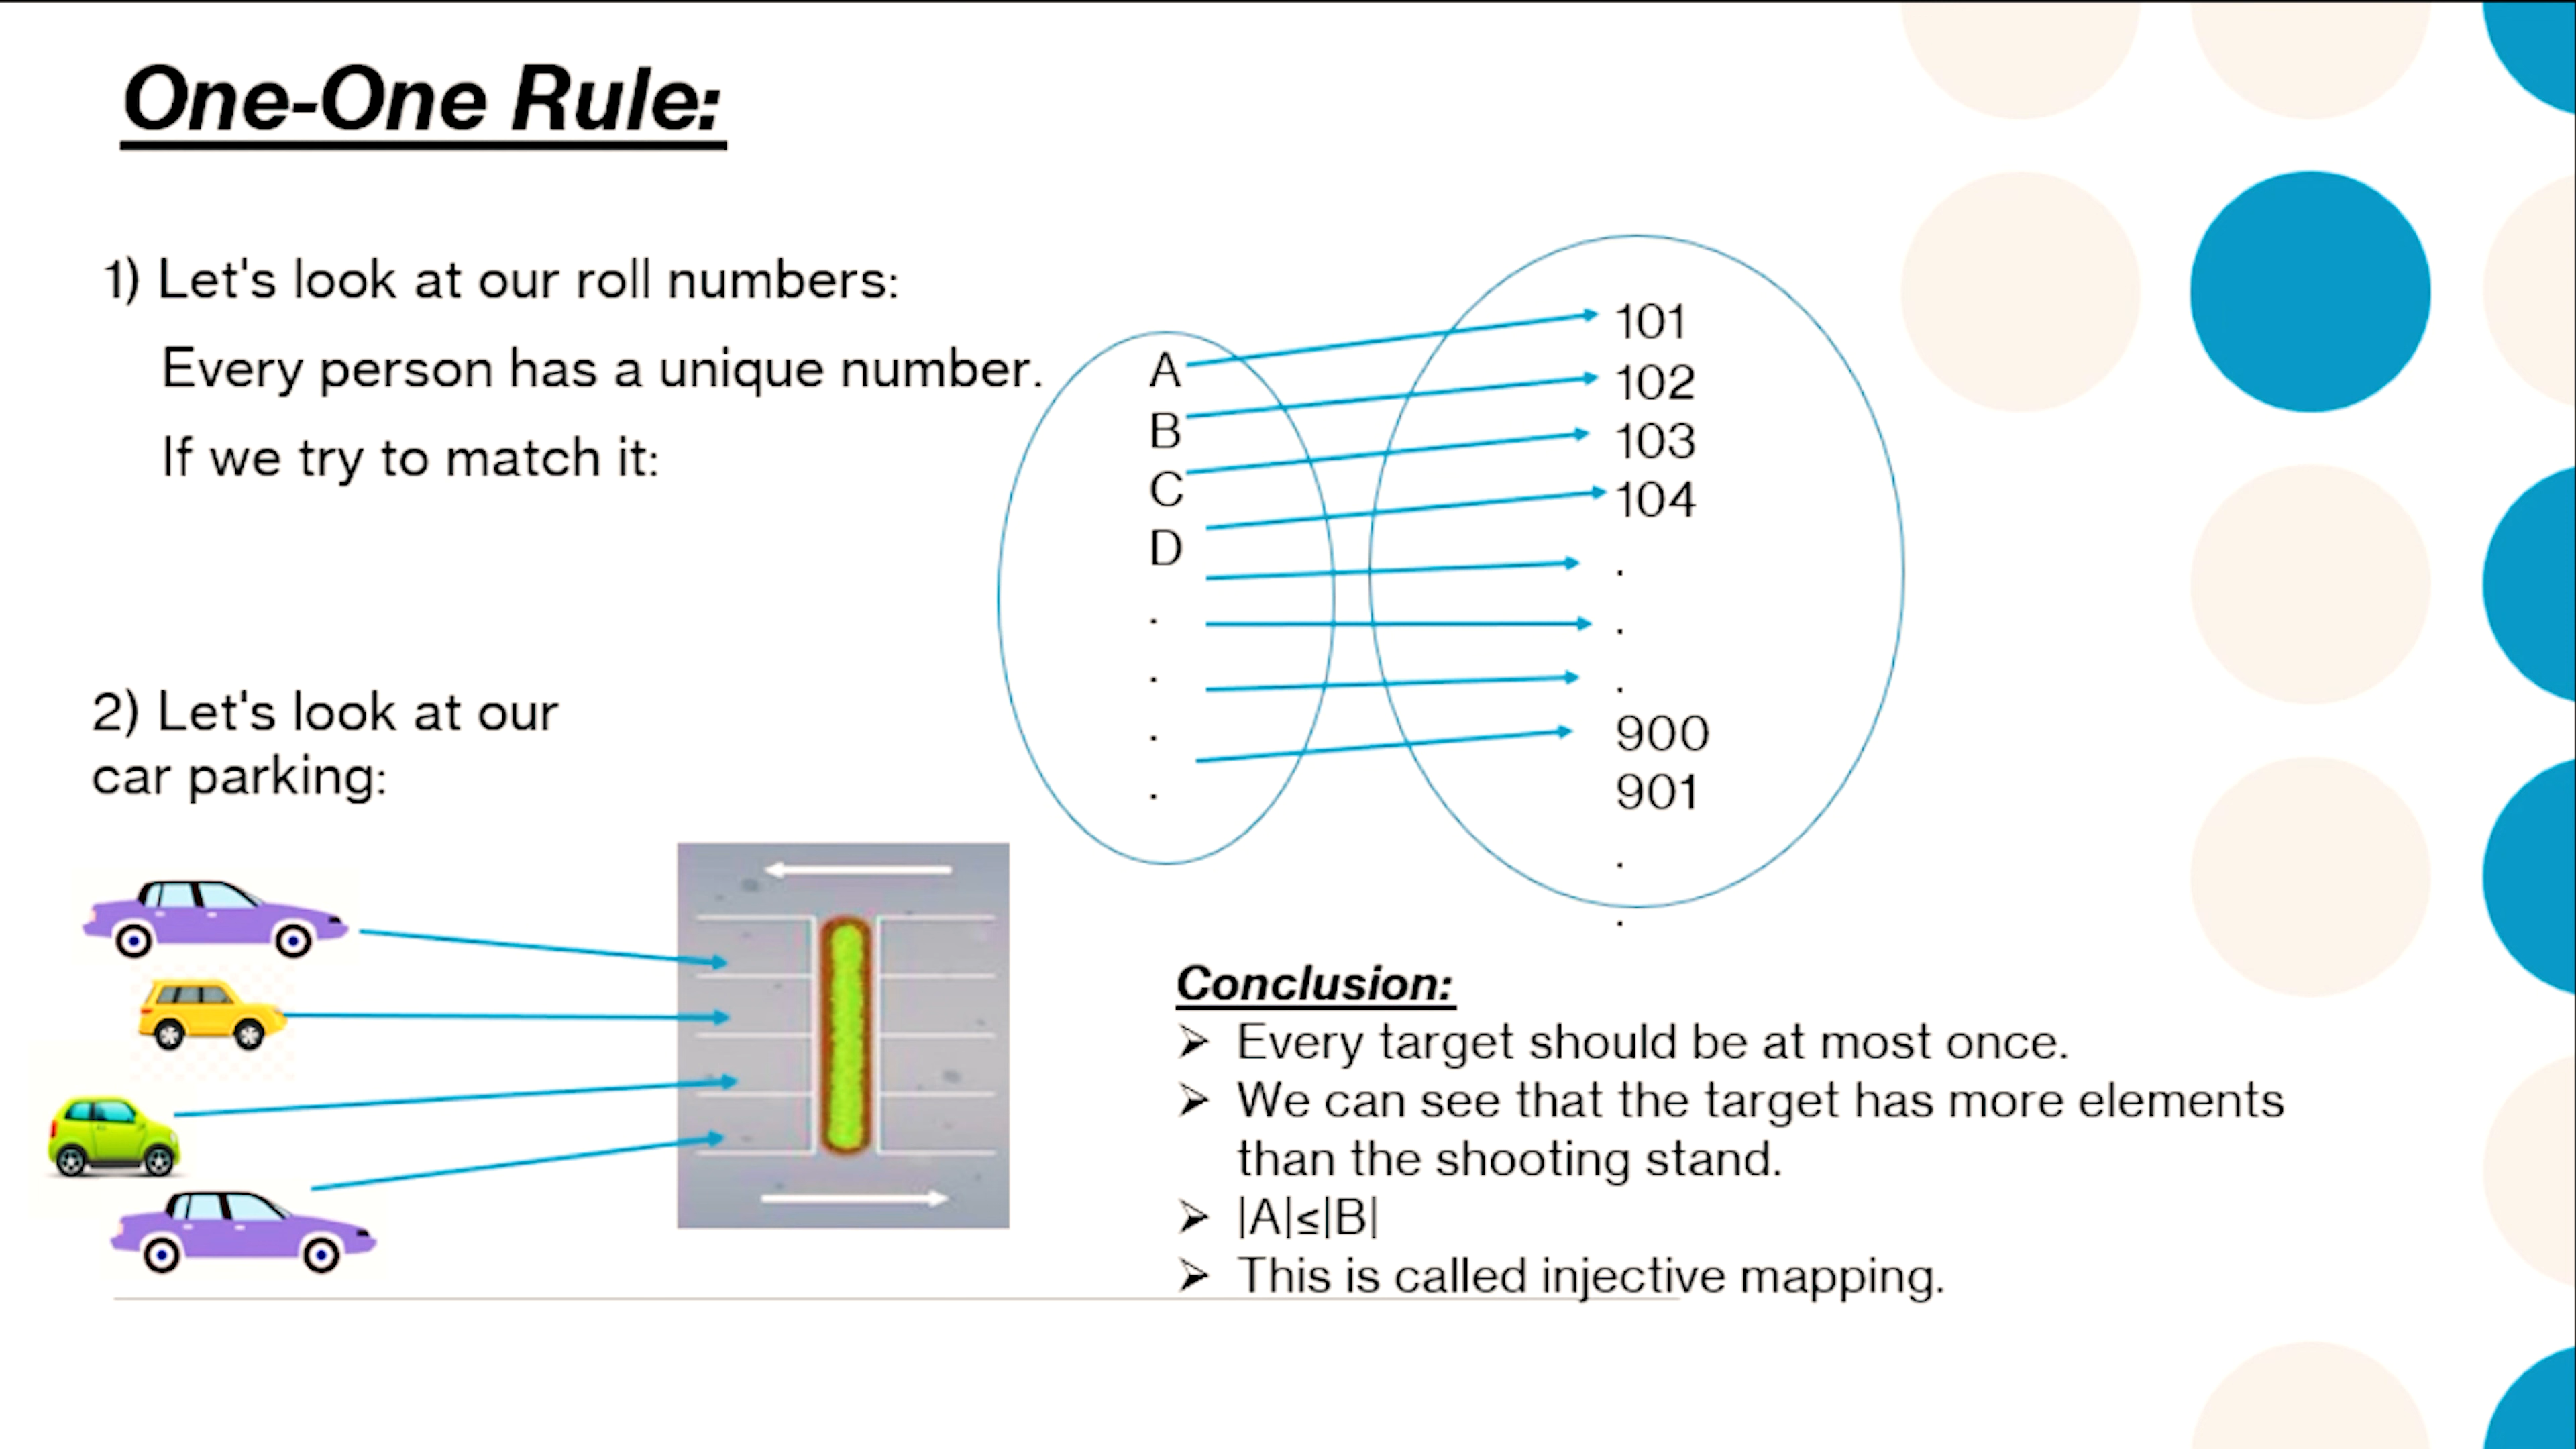 One-One Rule:
1) Let's look at our roll numbers:
Every person has a unique number.
If we try to match it:
A
B
C
D
.
.
.
.
101
102
103
104
.
.
.
900
901
.
.
2) Let's look at our
car parking:
Conclusion:
➢ Every target should be at most once.
➢ We can see that the target has more elements
than the shooting stand.
➢ |A|≤|B|
➢ This is called injective mapping.